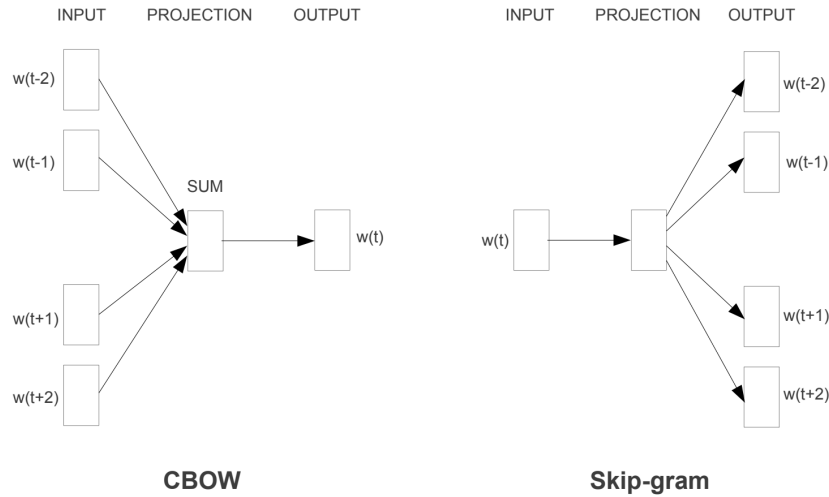 INPUT PROJECTION OUTPUT
w(t-2)
w(t-1)
SUM
w(t)
w(t+1)
w(t+2)
CBOW
INPUT PROJECTION OUTPUT
w(t-2)
w(t-1)
w(t)
w(t+1)
w(t+2)
Skip-gram